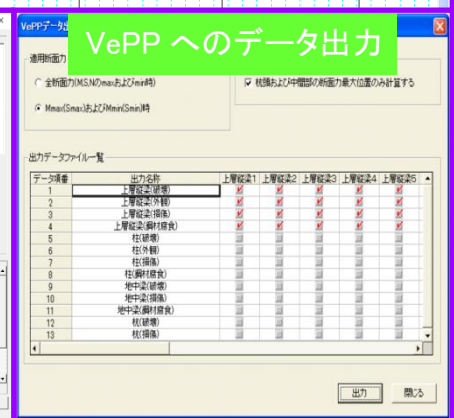 VePPデータ出
VePP へのデータ出力
適用断面力
全断面力(M,S,Nのmaxおよびmin時)
Mmax(Smax)およびMmin(Smin)時
杭頭および中間部の断面力最大位置のみ計算する
出力データファイル一覧
データ項番 出力名称 上層縦梁1 上層縦梁2 上層縦梁3 上層縦梁4 上層縦梁5
1 上層縦梁(破壊)
2 上層縦梁(外観)
3 上層縦梁(損傷)
4 上層縦梁(鋼材腐食)
5 柱(破壊)
6 柱(外観)
7 柱(損傷)
8 柱(鋼材腐食)
9 地中梁(破壊)
10 地中梁(損傷)
11 地中梁(鋼材腐食)
12 杭(破壊)
13 杭(損傷)
出力 閉じる